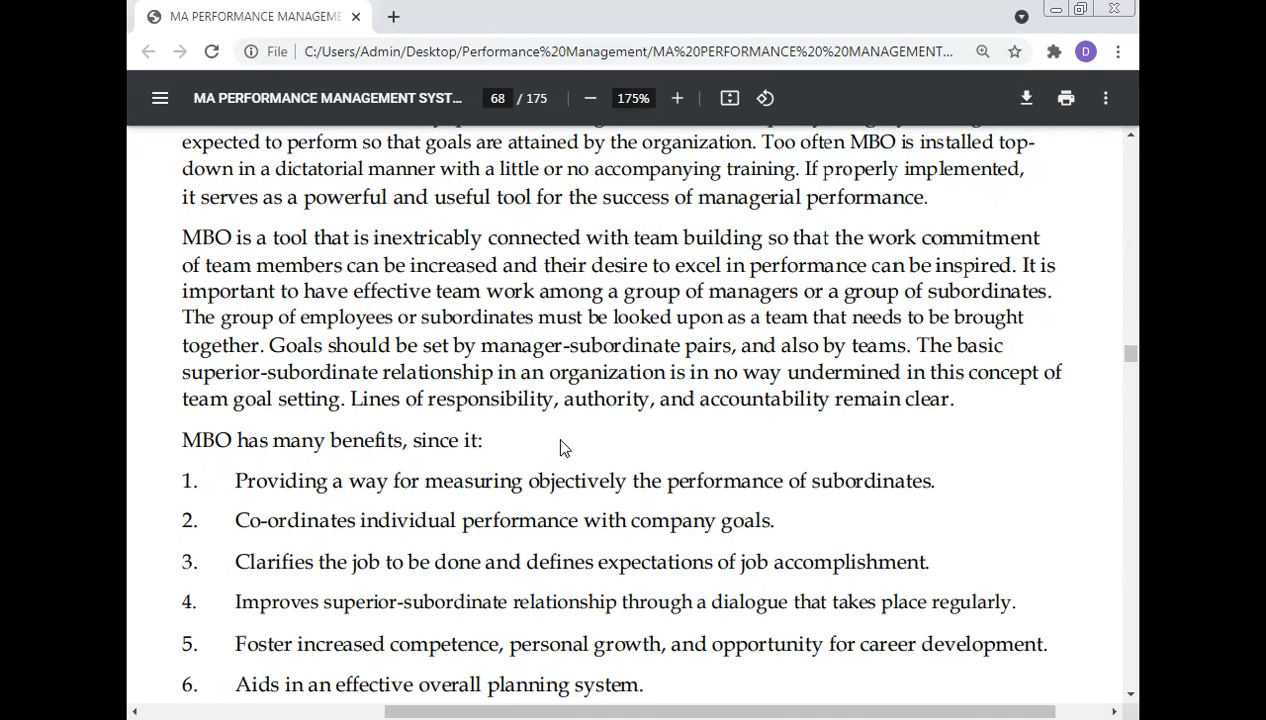 MA PERFORMANCE MANAGEME
File C:/Users/Admin/Desktop/Performance%20Management/MA%20PERFORMANCE%20%20MANAGEMENT... D
MA PERFORMANCE MANAGEMENT SYST... 68 / 175 175%
expected to perform so that goals are attained by the organization. Too often MBO is installed top-
down in a dictatorial manner with a little or no accompanying training. If properly implemented,
it serves as a powerful and useful tool for the success of managerial performance.
MBO is a tool that is inextricably connected with team building so that the work commitment
of team members can be increased and their desire to excel in performance can be inspired. It is
important to have effective team work among a group of managers or a group of subordinates.
The group of employees or subordinates must be looked upon as a team that needs to be brought
together. Goals should be set by manager-subordinate pairs, and also by teams. The basic
superior-subordinate relationship in an organization is in no way undermined in this concept of
team goal setting. Lines of responsibility, authority, and accountability remain clear.
MBO has many benefits, since it:
1. Providing a way for measuring objectively the performance of subordinates.
2. Co-ordinates individual performance with company goals.
3. Clarifies the job to be done and defines expectations of job accomplishment.
4. Improves superior-subordinate relationship through a dialogue that takes place regularly.
5. Foster increased competence, personal growth, and opportunity for career development.
6. Aids in an effective overall planning system.